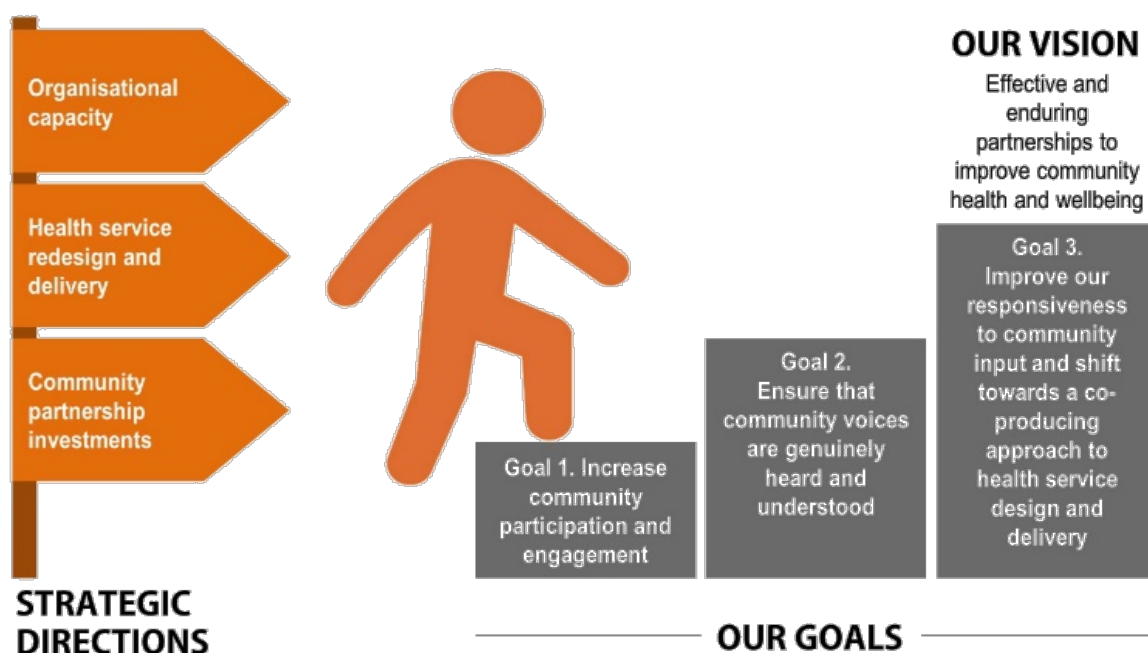 Organisational
capacity
Health service
redesign and
delivery
Community
partnership
investments
STRATEGIC
DIRECTIONS
Goal 1. Increase
community
participation and
engagement
Goal 2.
Ensure that
community voices
are genuinely
heard and
understood
OUR VISION
Effective and
enduring
partnerships to
improve community
health and wellbeing
Goal 3.
Improve our
responsiveness
to community
input and shift
towards a co-
producing
approach to
health service
design and
delivery
OUR GOALS